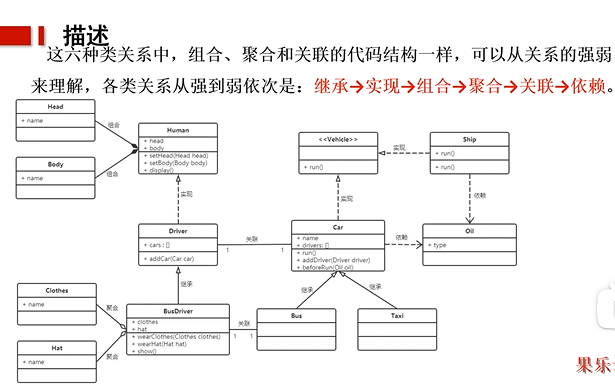 描述
这六种类关系中，组合、聚合和关联的代码结构一样，可以从关系的强弱
来理解，各类关系从强到弱依次是：继承→实现→组合→聚合→关联→依赖。
Head
+ name
组合
Body
+ name
组合
Human
+ head
+ body
+ setHead(Head head)
+ setBody(Body body)
+ display()
<<Vehicle>>
+ run()
实现
Ship
+ run()
+ run()
实现
实现
依赖
Driver
+ cars : []
+ addCar(Car car)
1
关联
1
Car
+ name
+ drivers: []
+ run()
+ addDriver(Driver driver)
+ beforeRun(Oil oil)
依赖
Oil
+ type
继承
继承
继承
Clothes
+ name
聚合
Hat
+ name
聚合
BusDriver
+ clothes
+ hat
+ wearClothes(Clothes clothes)
+ wearHat(Hat hat)
+ show()
关联
1
1
Bus
Taxi
果乐